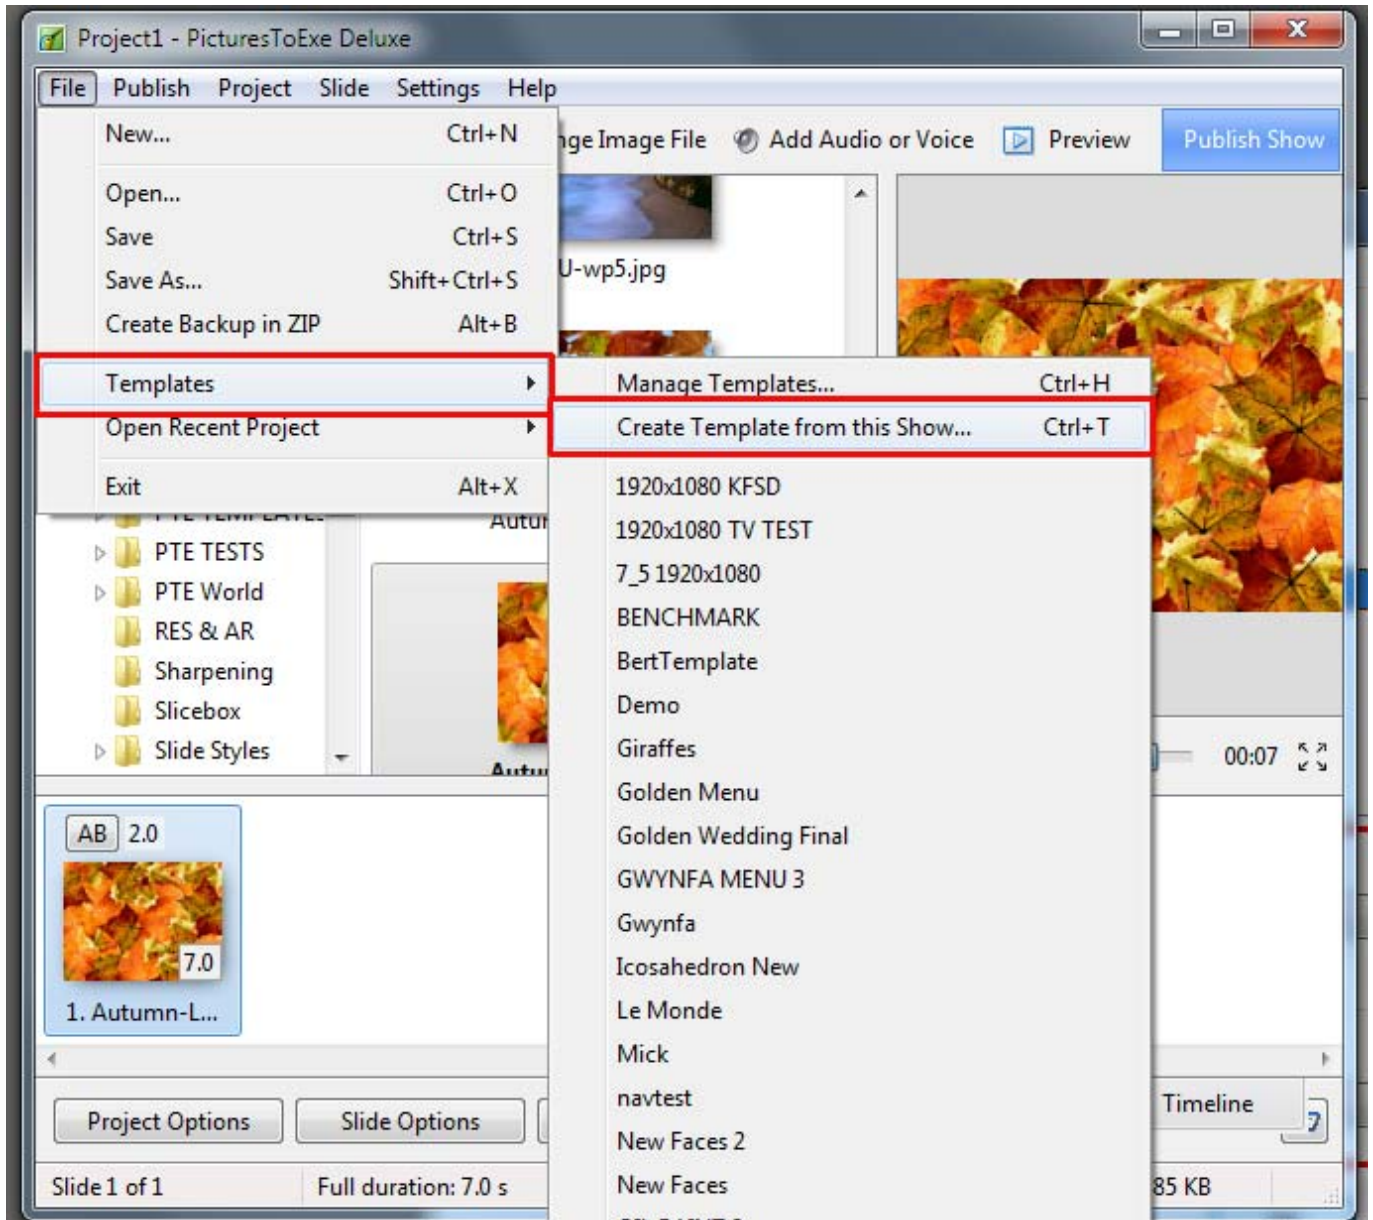 Project1 - PicturesToExe Deluxe
File Publish Project Slide Settings Help
New... Ctrl+N
Image File Add Audio or Voice Preview Publish Show
Open... Ctrl+O
Save Ctrl+S
Save As... Shift+Ctrl+S
U-wp5.jpg
Create Backup in ZIP Alt+B
Templates
Manage Templates... Ctrl+H
Open Recent Project
Create Template from this Show... Ctrl+T
Exit Alt+X
1920x1080 KFSD
1920x1080 TV TEST
7_5 1920x1080
BENCHMARK
BertTemplate
Demo
Giraffes
Golden Menu
Golden Wedding Final
GWYNFA MENU 3
Gwynfa
Icosahedron New
Le Monde
Mick
navtest
New Faces 2
New Faces
PTE TESTS
PTE World
RES & AR
Sharpening
Slicebox
Slide Styles
00:07
AB 2.0
7.0
1. Autumn-L...
Project Options Slide Options Timeline
Slide 1 of 1 Full duration: 7.0 s 85 KB